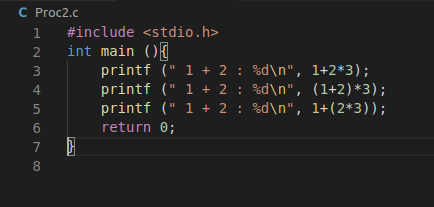 C Proc2.c
1 #include <stdio.h>
2 int main (){
3     printf (" 1 + 2 : %d\n", 1+2*3);
4     printf (" 1 + 2 : %d\n", (1+2)*3);
5     printf (" 1 + 2 : %d\n", 1+(2*3));
6     return 0;
7 }
8